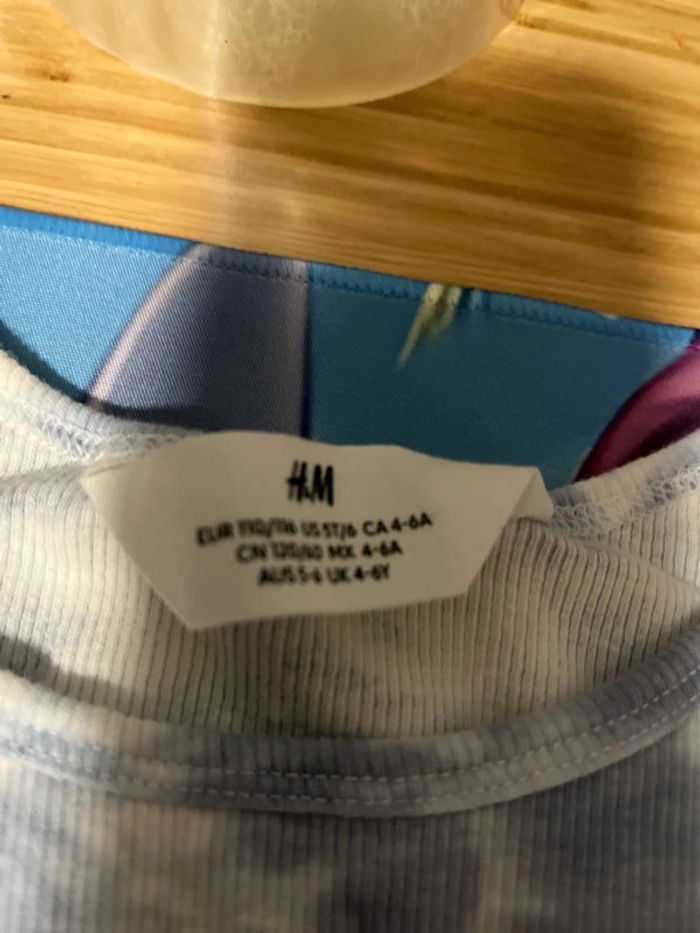 H&M
EUR 110/116 US 5T/6 CA 4-6A
CN 120/60 MX 4-6A
AUS 5-6 UK 4-6Y